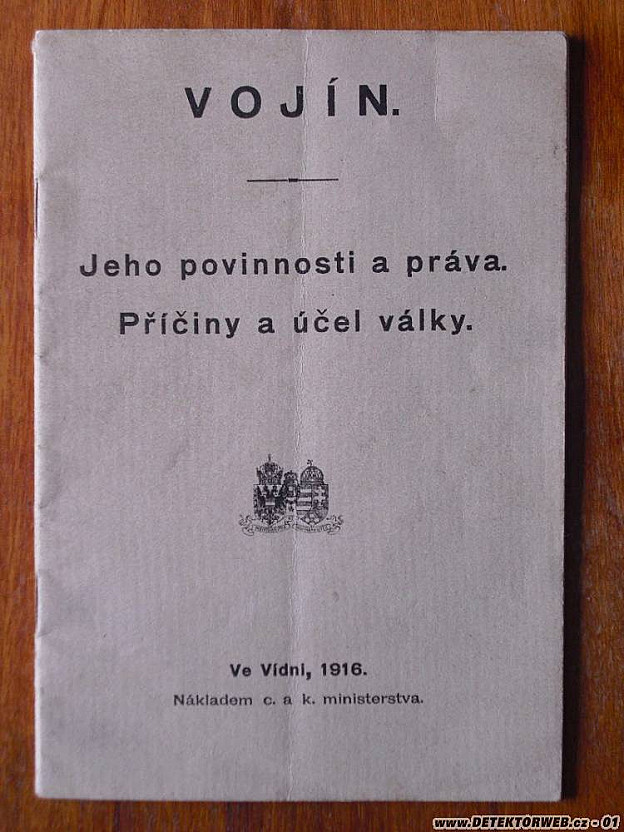 VOJÍN.
Jeho povinnosti a práva.
Příčiny a účel války.
Ve Vídni, 1916.
Nákladem c. a k. ministerstva.
www.DETEKTORWEB.cz - 01